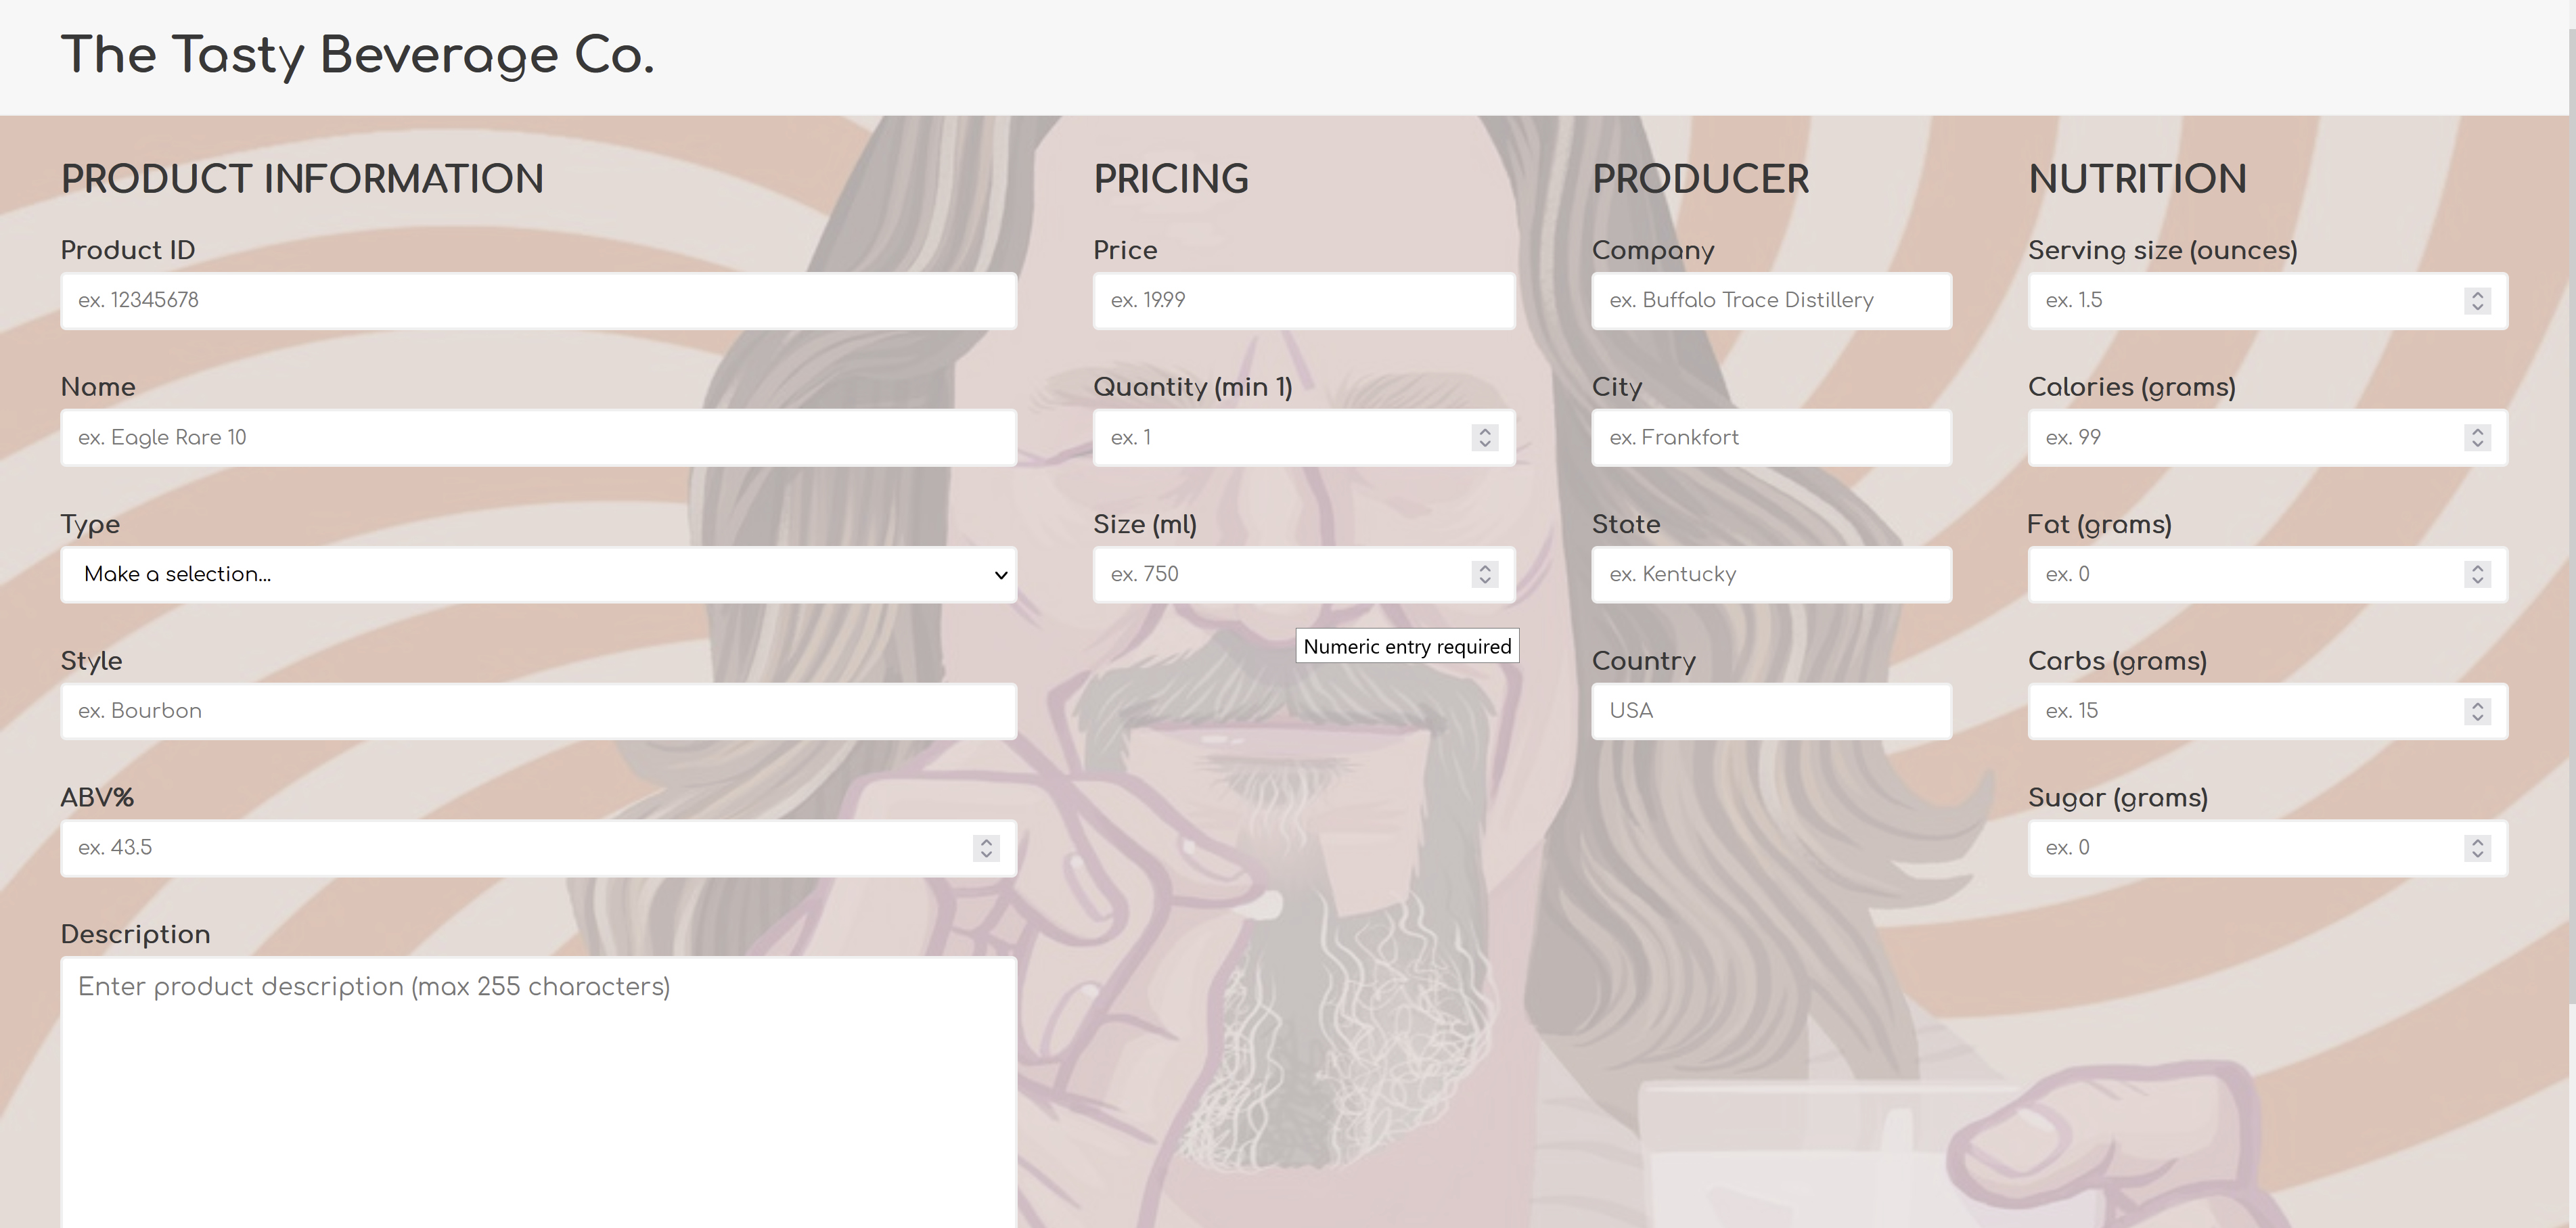 The Tasty Beverage Co.
PRODUCT INFORMATION
Product ID
ex. 12345678
Name
ex. Eagle Rare 10
Type
Make a selection...
Style
ex. Bourbon
ABV%
ex. 43.5
Description
Enter product description (max 255 characters)
PRICING
Price
ex. 19.99
Quantity (min 1)
ex. 1
Size (ml)
ex. 750
Numeric entry required
PRODUCER
Company
ex. Buffalo Trace Distillery
City
ex. Frankfort
State
ex. Kentucky
Country
USA
NUTRITION
Serving size (ounces)
ex. 1.5
Calories (grams)
ex. 99
Fat (grams)
ex. 0
Carbs (grams)
ex. 15
Sugar (grams)
ex. 0